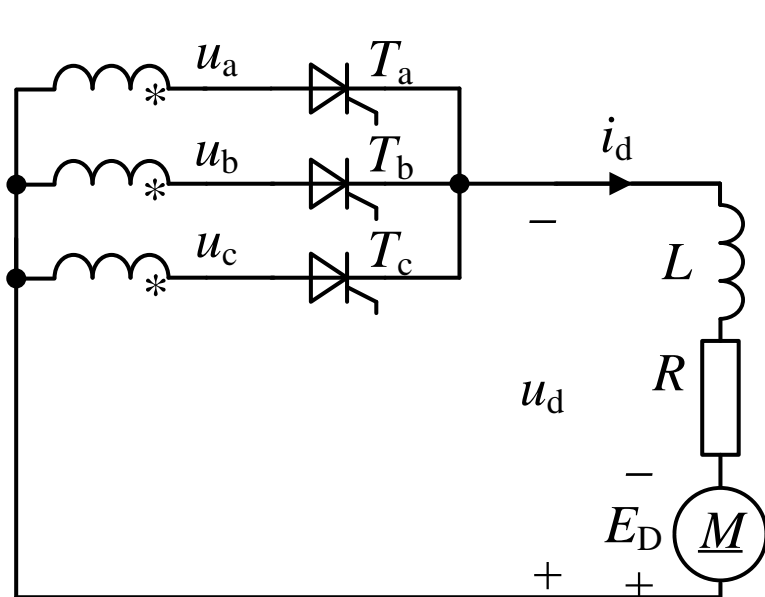 u_a T_a
*
u_b T_b
i_d
*
−
u_c T_c
L
*
R
u_d
−
E_D M
+ +